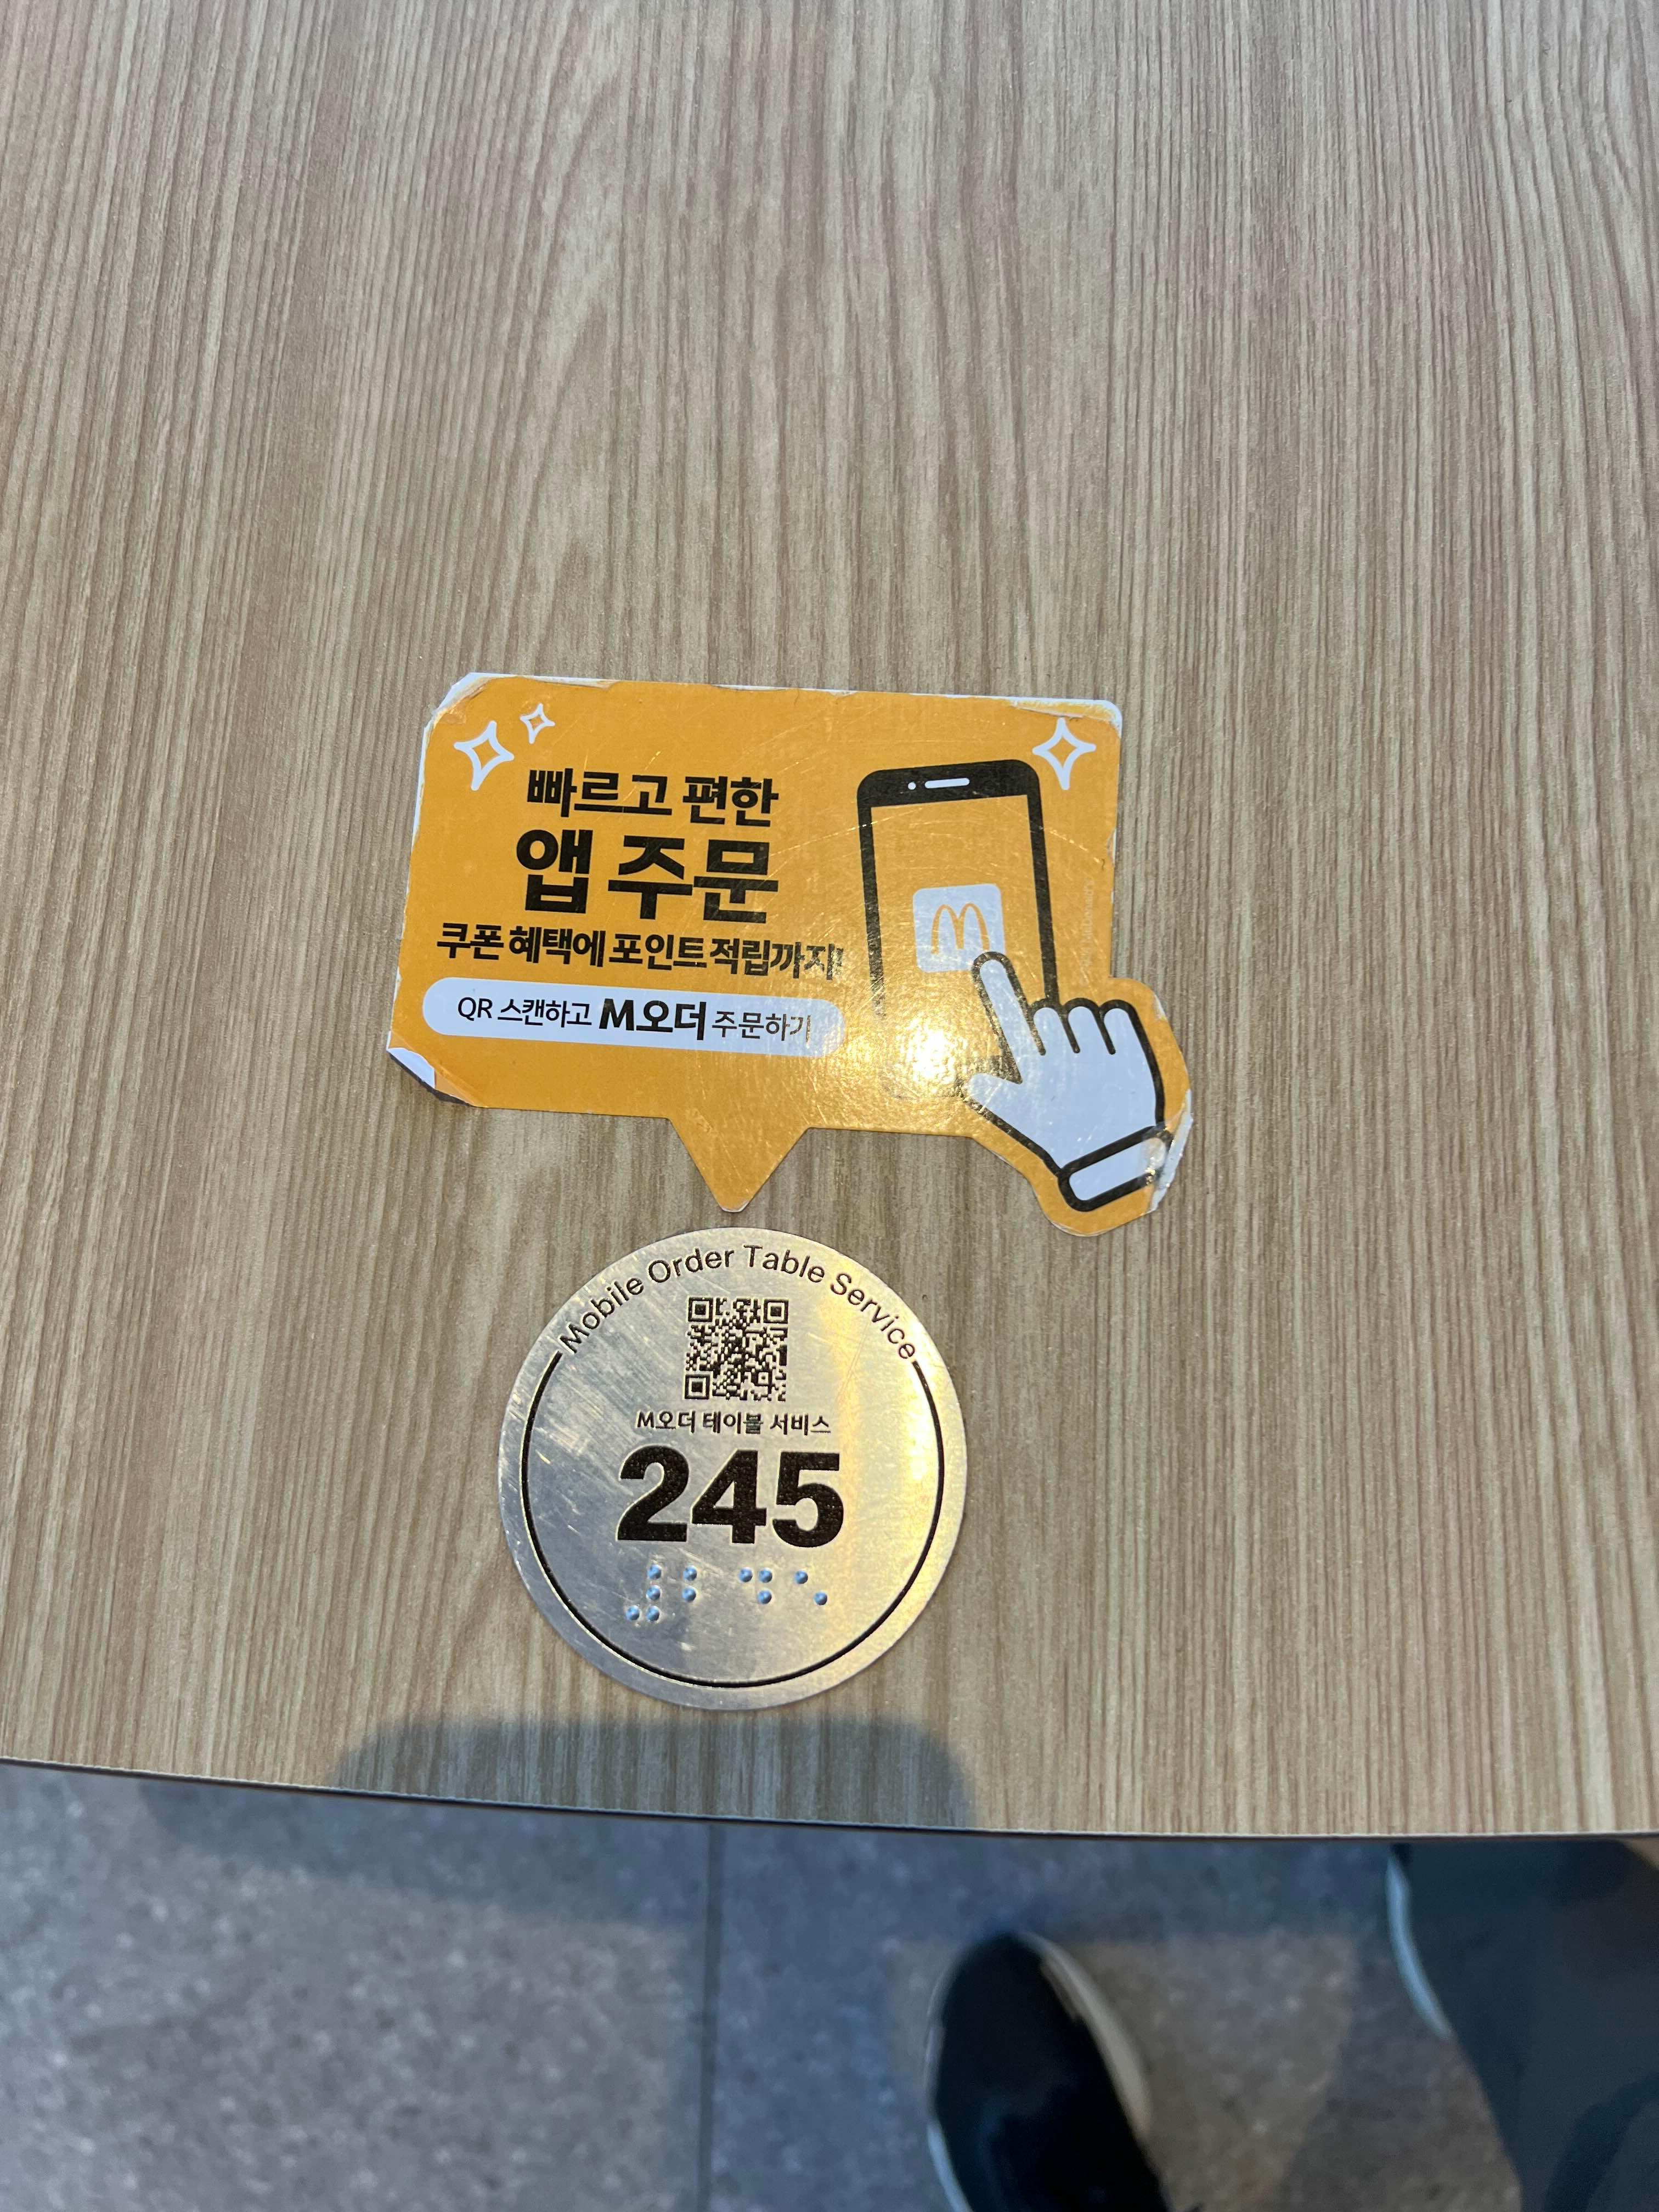 빠르고 편한
앱 주문
쿠폰 혜택에 포인트 적립까지!
QR 스캔하고 M오더 주문하기
Mobile Order Table Service
M오더 테이블 서비스
245
⠼⠃⠙⠑